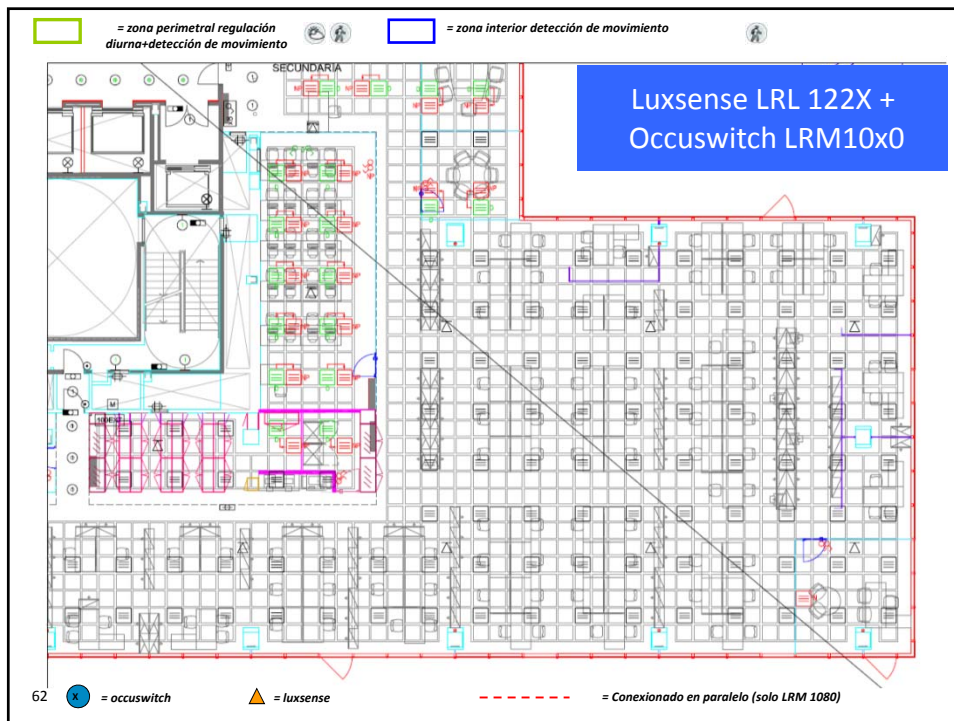 = zona perimetral regulación
diurna+detección de movimiento
= zona interior detección de movimiento
SECUNDARIA
Luxsense LRL 122X +
Occuswitch LRM10x0
M
62
x
= occuswitch
= luxsense
= Conexionado en paralelo (solo LRM 1080)